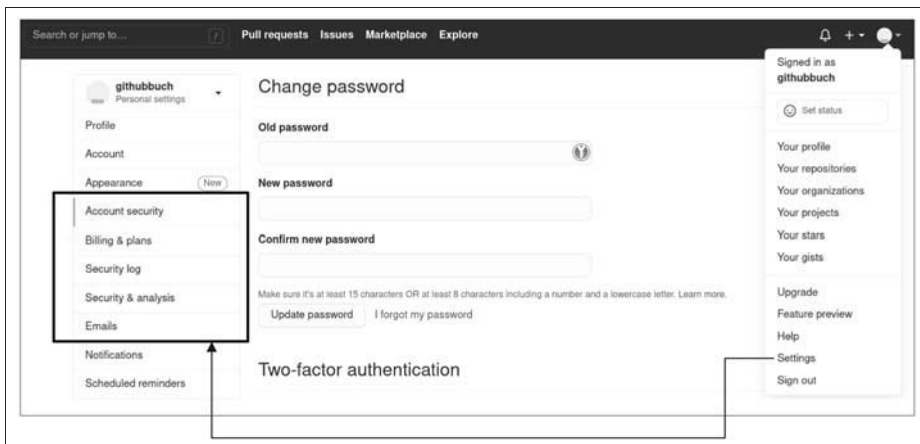 Search or jump to...
/
Pull requests Issues Marketplace Explore
githubbuch
Personal settings
Profile
Account
Appearance
New
Account security
Billing & plans
Security log
Security & analysis
Emails
Notifications
Scheduled reminders
Change password
Old password
New password
Confirm new password
Make sure it's at least 15 characters OR at least 8 characters including a number and a lowercase letter. Learn more.
Update password
I forgot my password
Two-factor authentication
Signed in as
githubbuch
Set status
Your profile
Your repositories
Your organizations
Your projects
Your stars
Your gists
Upgrade
Feature preview
Help
Settings
Sign out